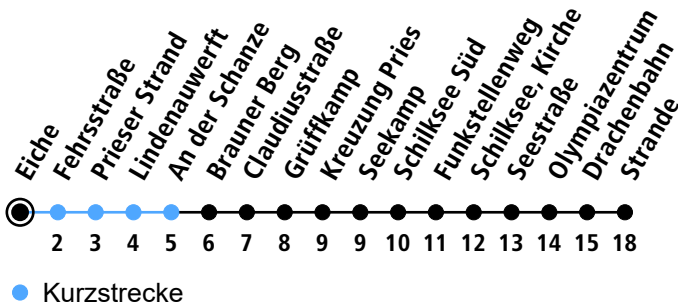 Eiche
Fehrsstraße
Prieser Strand
Lindenauwerft
An der Schanze
Brauner Berg
Claudiusstraße
Grüffkamp
Kreuzung Pries
Seekamp
Schilksee Süd
Funkstellenweg
Schilksee, Kirche
Seestraße
Olympiazentrum
Drachenbahn
Strande
2 3 4 5 6 7 8 9 9 10 11 12 13 14 15 18
Kurzstrecke